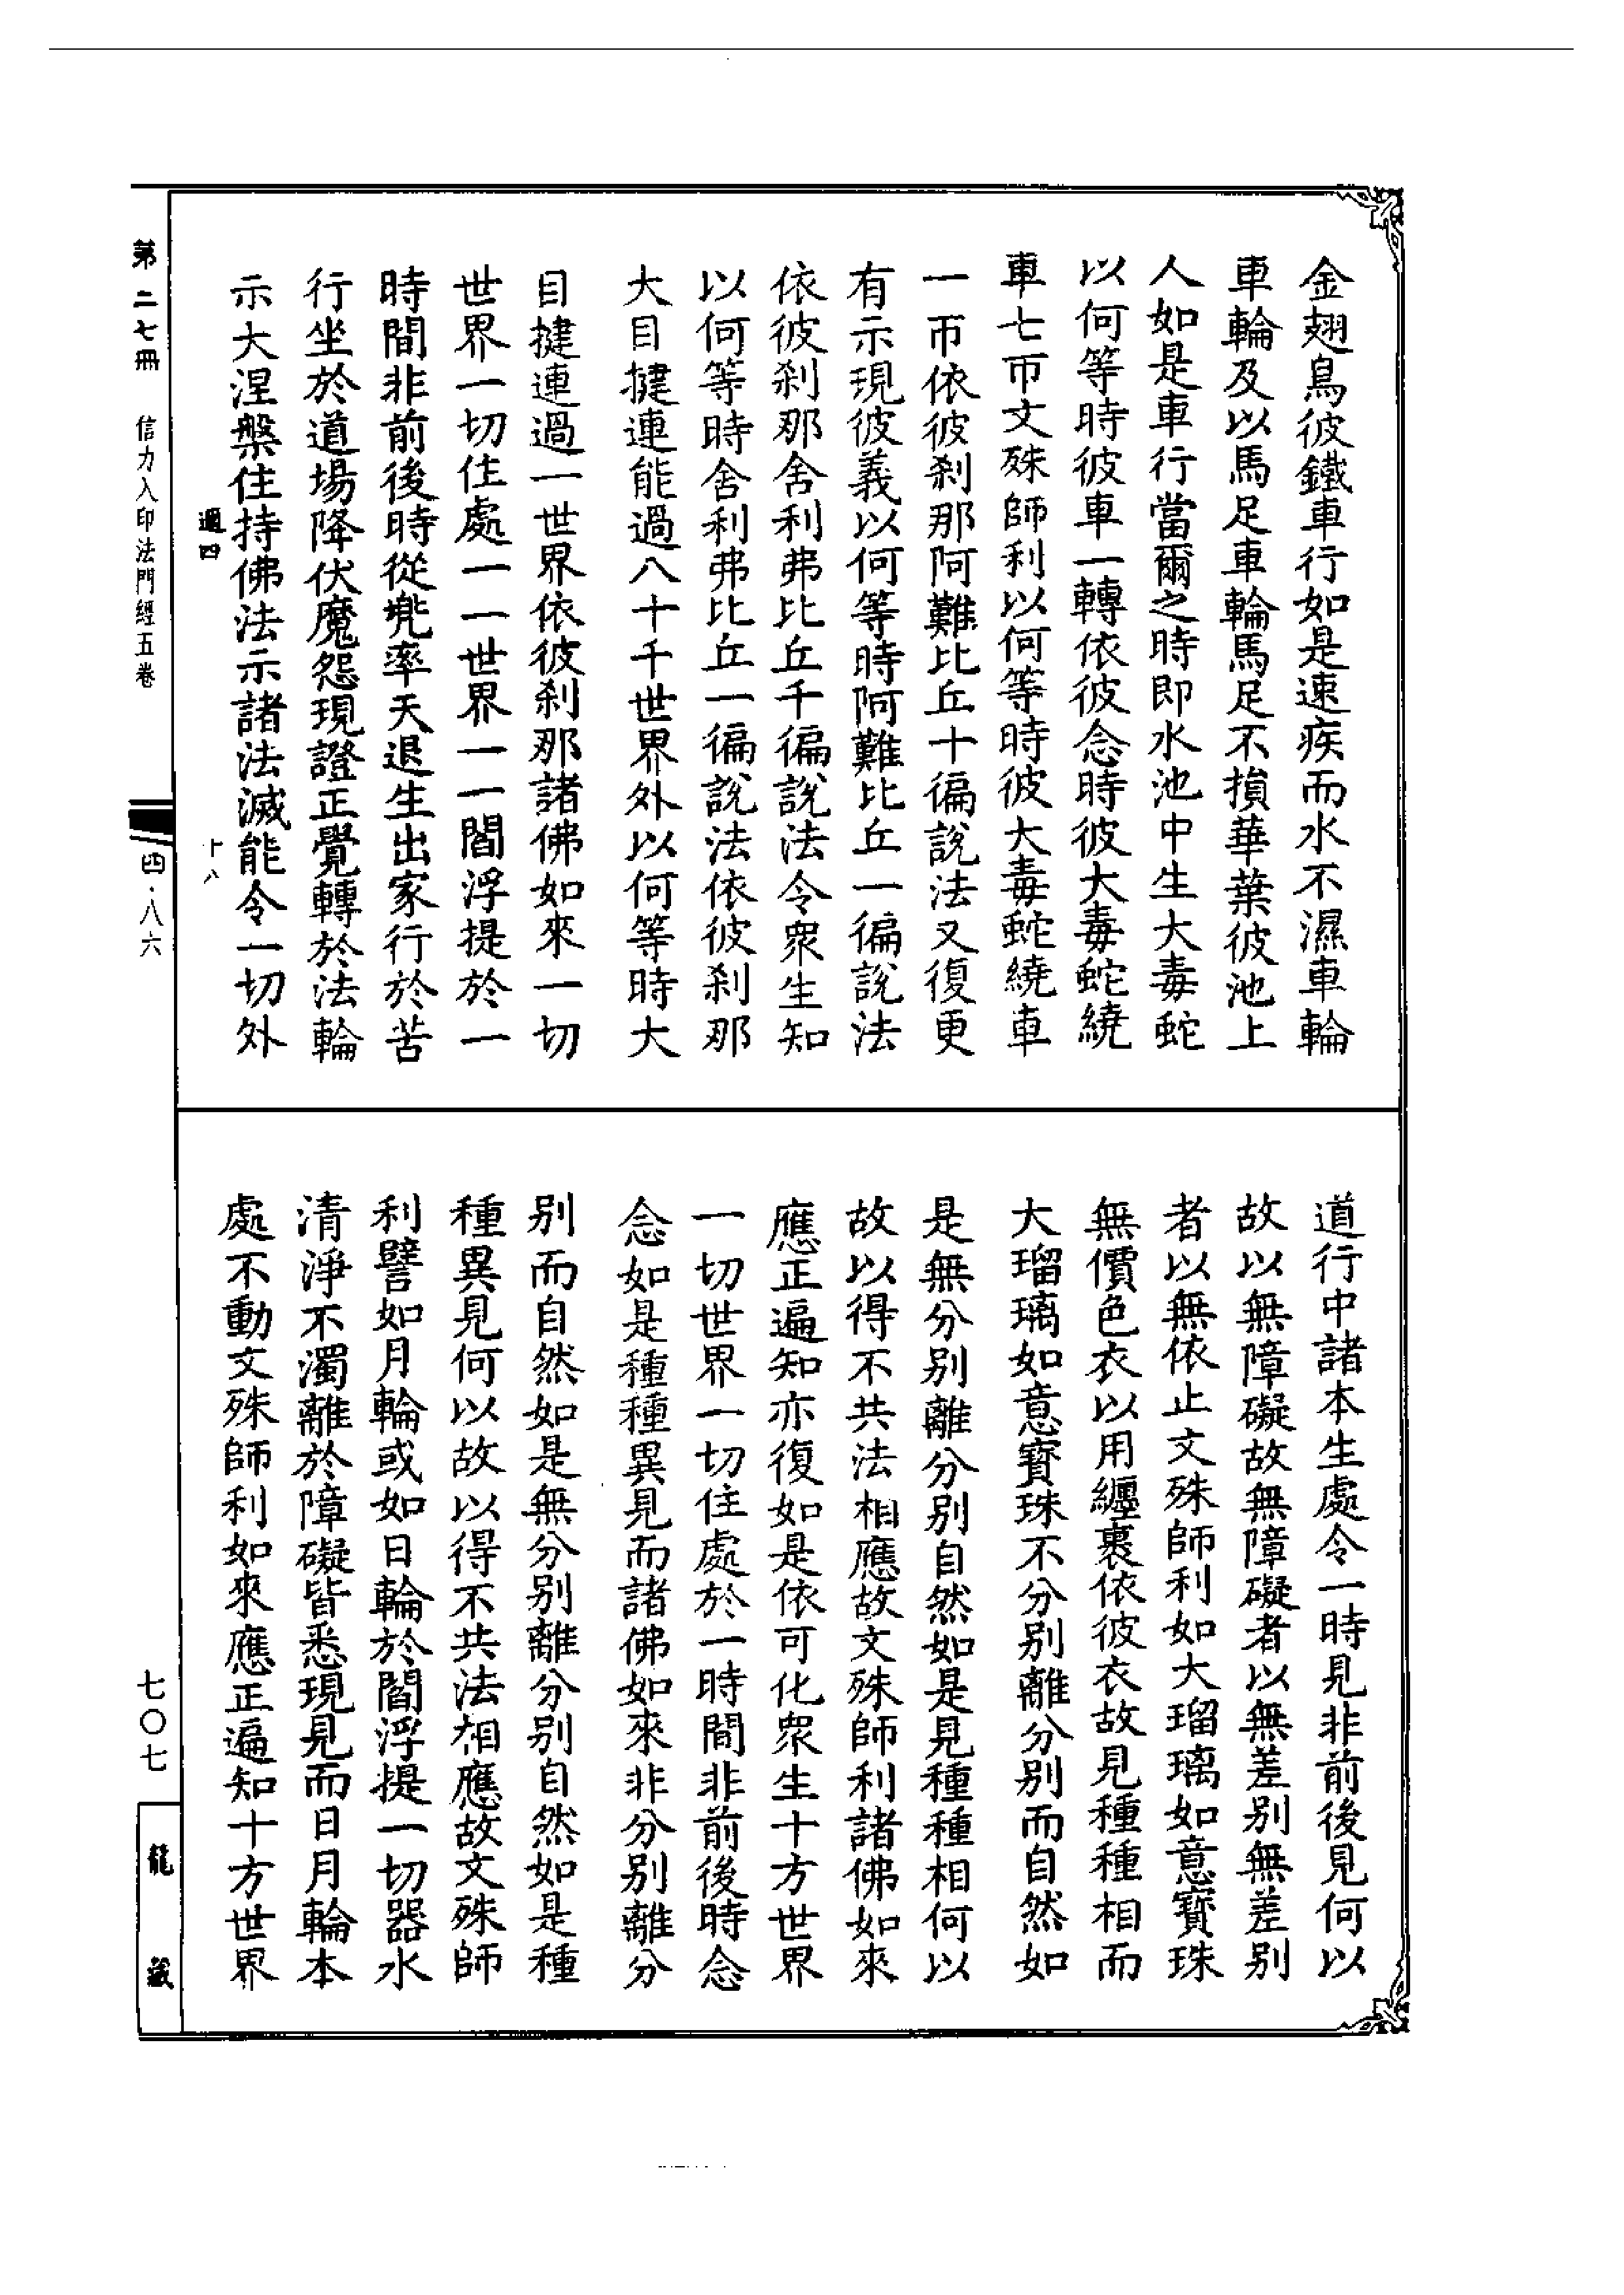 金翅鳥彼鐵車行如是速疾而水不濕車輪
車輪及以馬足車輪馬足不損華葉彼池上
人如是車行當爾之時即水池中生大毒蛇
以何等時彼車一轉依彼念時彼大毒蛇繞
車七帀文殊師利以何等時彼大毒蛇繞車
一帀依彼剎那阿難比丘十徧說法又復更
有示現彼義以何等時阿難比丘一徧說法
依彼剎那舍利弗比丘千徧說法令眾生知
以何等時舍利弗比丘一徧說法依彼剎那
大目揵連能過八十千世界外以何等時大
目揵連過一世界依彼剎那諸佛如來一切
世界一切住處一一世界一一閻浮提於一
時間非前後時從兜率天退生出家行於苦
行坐於道場降伏魔怨現證正覺轉於法輪
示大涅槃住持佛法示諸法滅能令一切外
道行中諸本生處令一時見非前後見何以
故以無障礙故無障礙者以無差別無差別
者以無依止文殊師利如大瑠璃如意寶珠
無價色衣以用纏裹依彼衣故見種種相而
大瑠璃如意寶珠不分別離分別而自然如
是無分別離分別自然如是見種種相何以
故以得不共法相應故文殊師利諸佛如來
應正遍知亦復如是依可化眾生十方世界
一切世界一切住處於一時間非前後時念
念如是種種異見而諸佛如來非分別離分
別而自然如是無分別離分別自然如是種
種異見何以故以得不共法相應故文殊師
利譬如月輪或如日輪於閻浮提一切器水
清淨不濁離於障礙皆悉現見而日月輪本
處不動文殊師利如來應正遍知十方世界
週四
十八
第二七冊 信力入印法門經五卷
四·八六
七〇七
龍藏